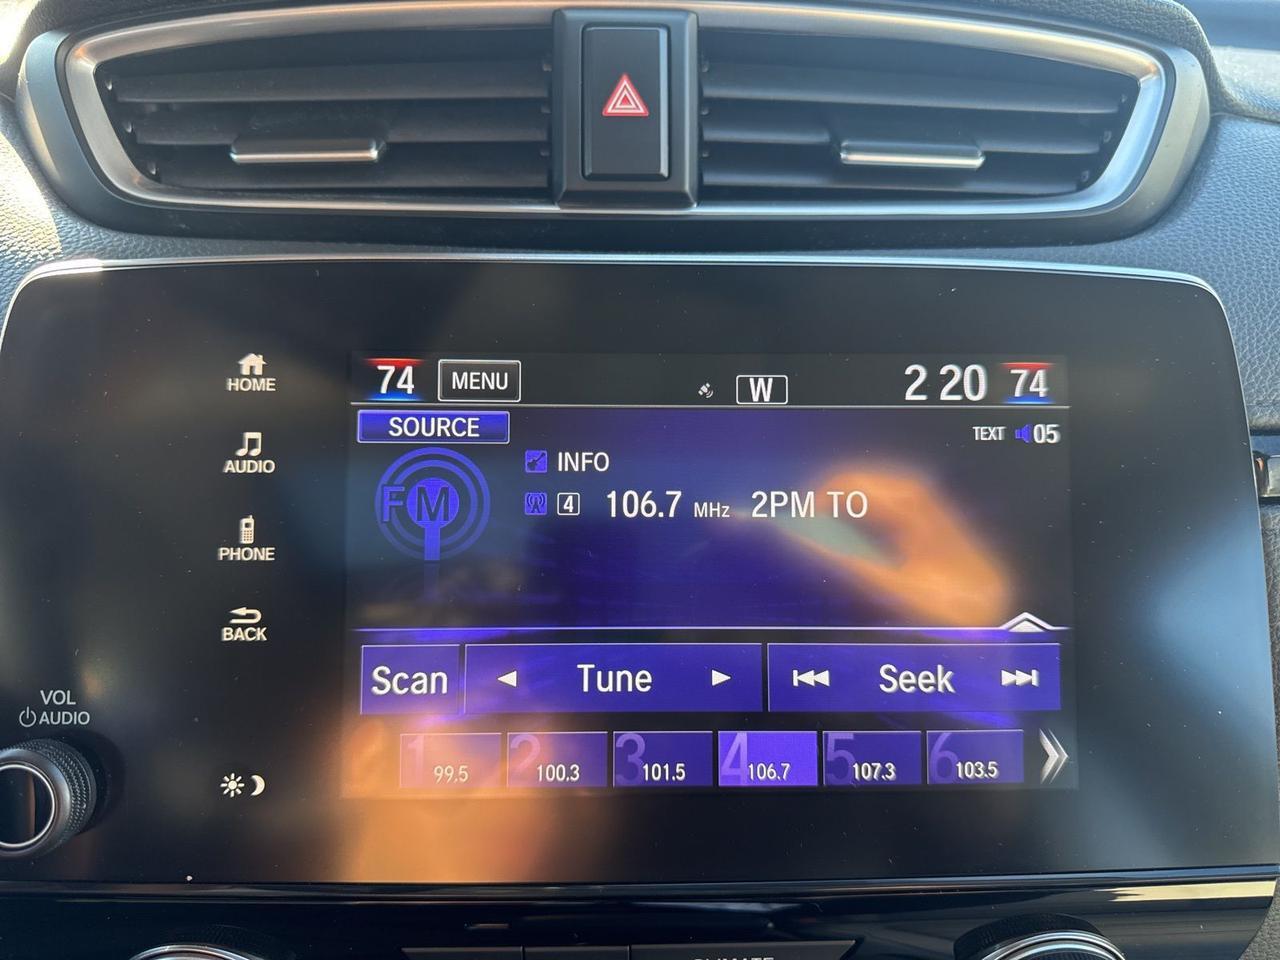 HOME
AUDIO
PHONE
BACK
VOL
AUDIO
74 MENU W 2 20 74
SOURCE TEXT 05
FM
INFO
4 106.7 MHz 2PM TO
Scan Tune Seek
1 99.5 2 100.3 3 101.5 4 106.7 5 107.3 6 103.5
CLIMATE